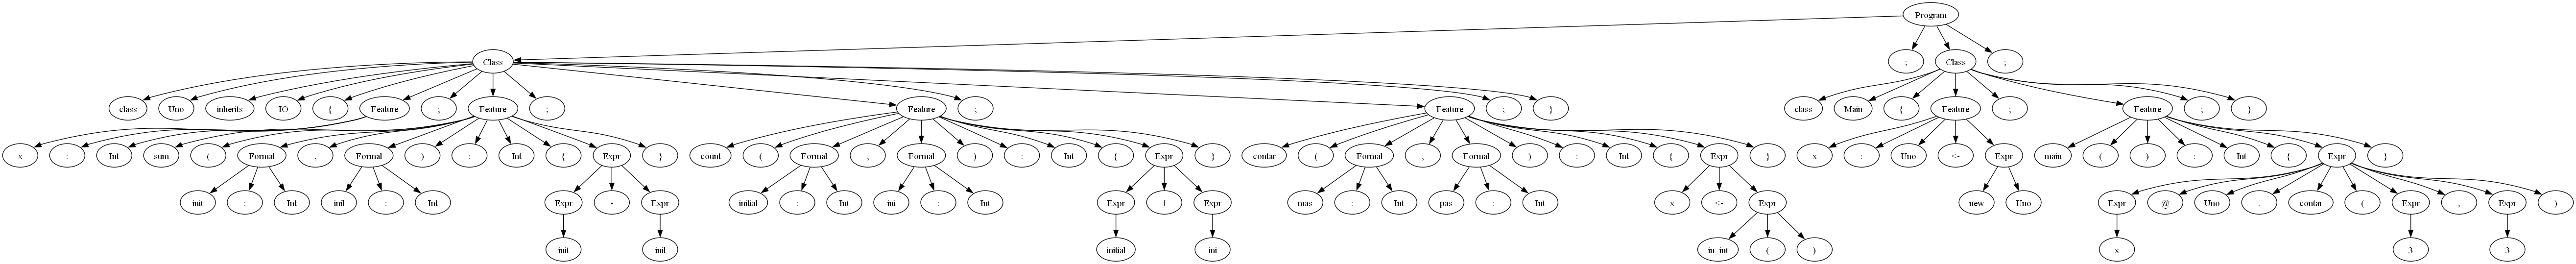 Program
Class ; Class ;
class Uno inherits IO { Feature ; Feature ; Feature ; Feature ; } class Main { Feature ; Feature ; }
x : Int sum ( Formal , Formal ) : Int { Expr } count ( Formal , Formal ) : Int { Expr } contar ( Formal , Formal ) : Int { Expr } x : Uno <- Expr main ( ) : Int { Expr }
init : Int inil : Int Expr - Expr initial : Int ini : Int Expr + Expr mas : Int pas : Int x <- Expr new Uno Expr @ Uno . contar ( Expr , Expr )
init inil initial ini in_int ( ) x 3 3